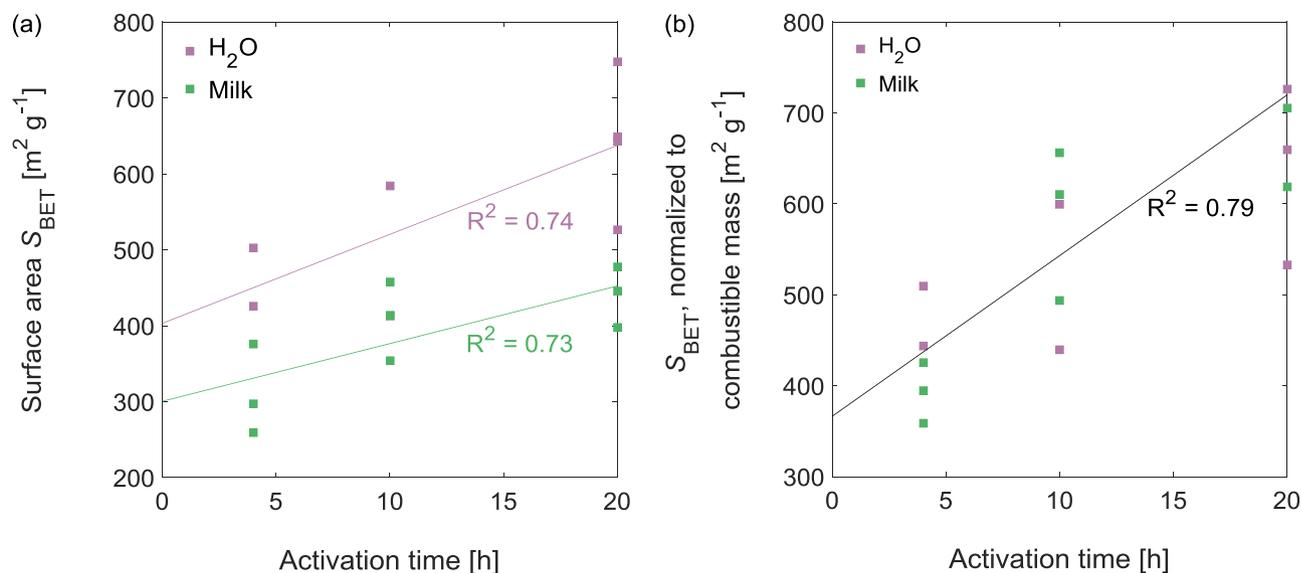 (a)
Surface area S_BET [m² g⁻¹]
800
700
600
500
400
300
200
H₂O
Milk
R² = 0.74
R² = 0.73
0 5 10 15 20
Activation time [h]
(b)
S_BET, normalized to
combustible mass [m² g⁻¹]
800
700
600
500
400
300
H₂O
Milk
R² = 0.79
0 5 10 15 20
Activation time [h]